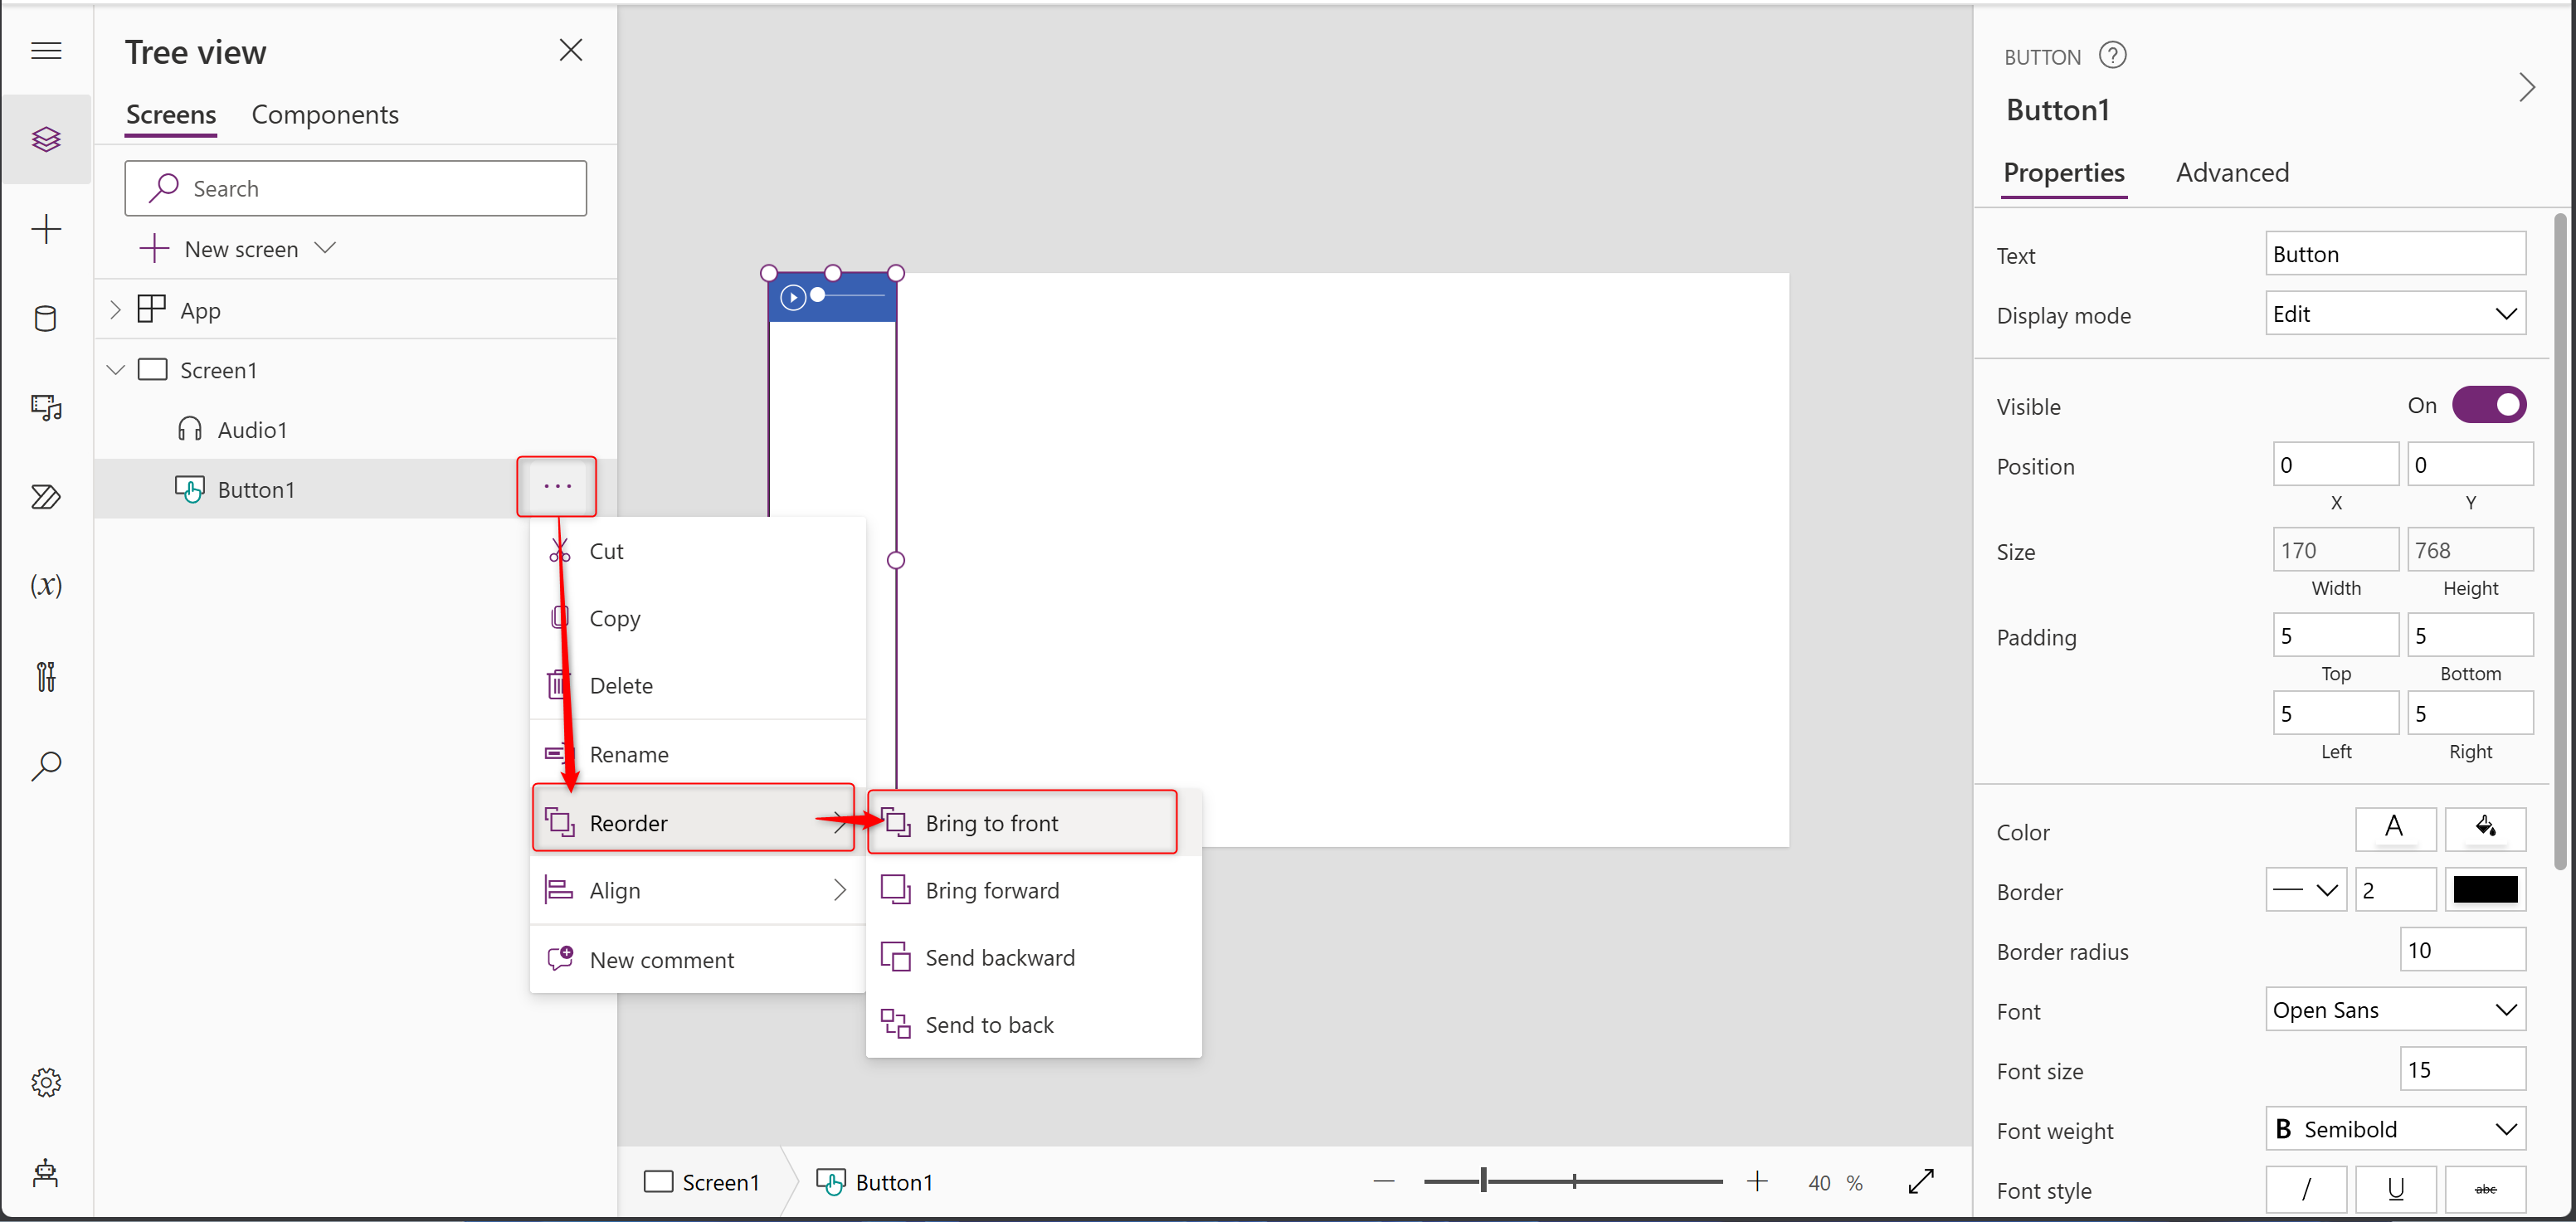 Tree view
Screens Components
Search
New screen
App
Screen1
Audio1
Button1
Cut
Copy
Delete
Rename
Reorder
Align
New comment
Bring to front
Bring forward
Send backward
Send to back
Screen1 Button1
40 %
BUTTON ?
Button1
Properties Advanced
Text Button
Display mode Edit
Visible On
Position 0 0
X Y
Size 170 768
Width Height
Padding 5 5
Top Bottom
5 5
Left Right
Color A
Border 2
Border radius 10
Font Open Sans
Font size 15
Font weight B Semibold
Font style / U abc
(x)